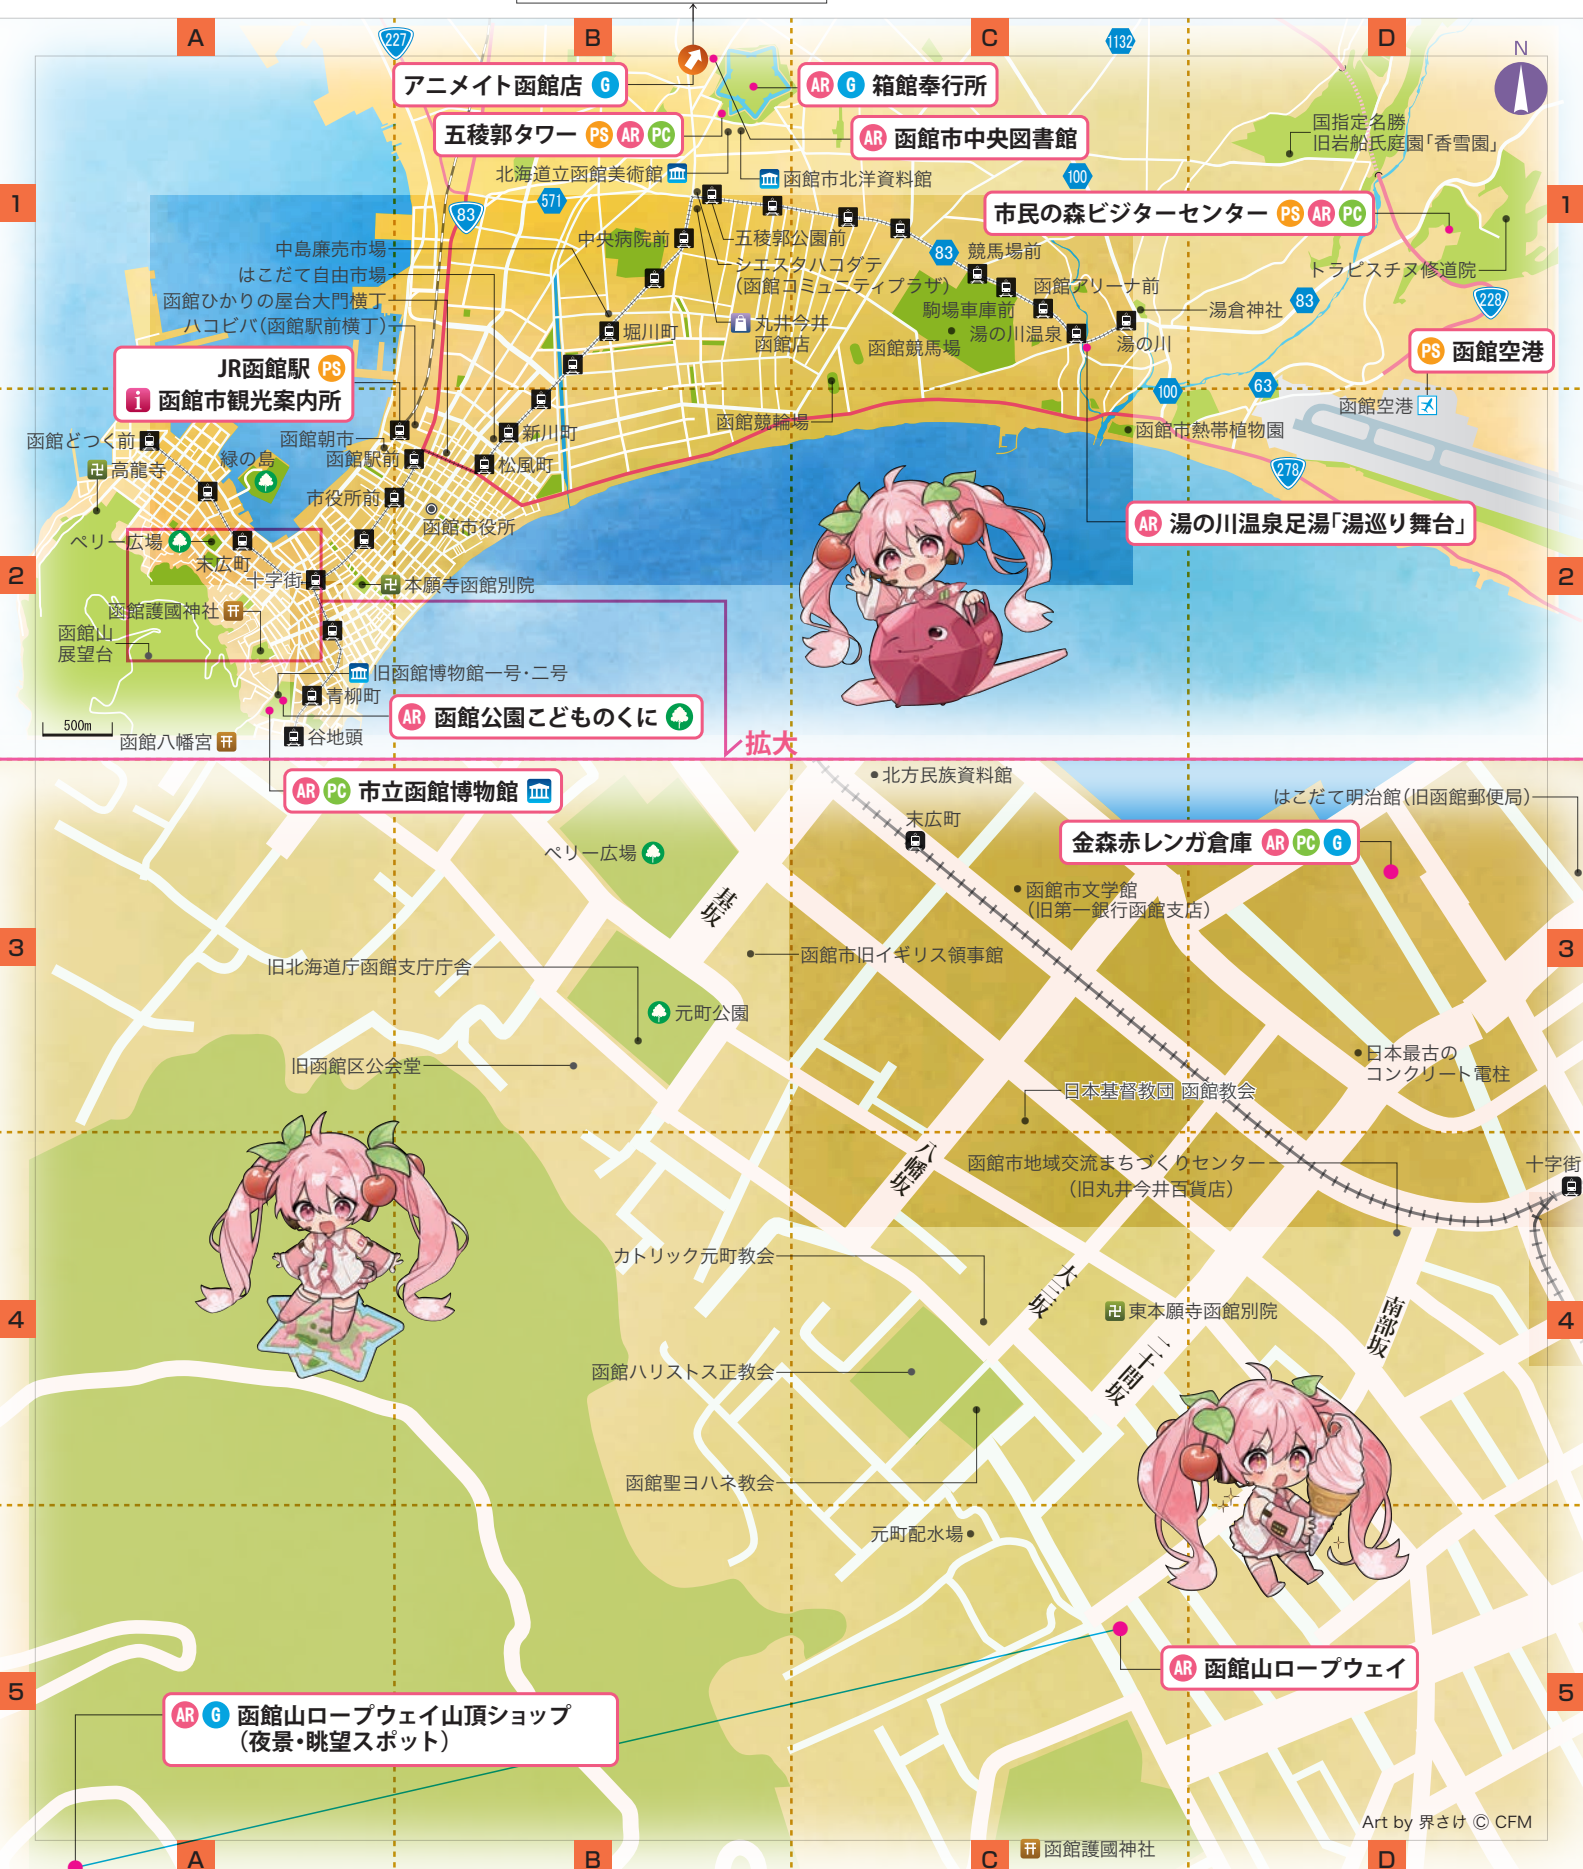 A
B
C
D
227
1132
N
アニメイト函館店 G
AR G 箱館奉行所
五稜郭タワー PS AR PC
AR 函館市中央図書館
国指定名勝
旧岩船氏庭園「香雪園」
北海道立函館美術館
函館市北洋資料館
100
1
571
83
市民の森ビジターセンター PS AR PC
1
中央病院前
五稜郭公園前
中島廉売市場
シエスタハコダテ
（函館コミュニティプラザ）
83
競馬場前
はこだて自由市場
函館アリーナ前
トラピスチヌ修道院
函館ひかりの屋台大門横丁
駒場車庫前
湯倉神社
83
228
ハコビバ（函館駅前横丁）
堀川町
丸井今井
函館店
函館競馬場
湯の川温泉
湯の川
JR函館駅 PS
i 函館市観光案内所
PS 函館空港
100
63
函館空港
函館どつく前
函館朝市
新川町
函館競輪場
函館市熱帯植物園
高龍寺
緑の島
函館駅前
松風町
278
市役所前
函館市役所
AR 湯の川温泉足湯「湯巡り舞台」
ペリー広場
末広町
2
十字街
本願寺函館別院
2
函館護國神社
函館山
展望台
旧函館博物館一号・二号
青柳町
AR 函館公園こどものくに
500m
函館八幡宮
谷地頭
拡大
AR PC 市立函館博物館
北方民族資料館
はこだて明治館（旧函館郵便局）
末広町
金森赤レンガ倉庫 AR PC G
ペリー広場
基坂
函館市文学館
（旧第一銀行函館支店）
3
函館市旧イギリス領事館
3
旧北海道庁函館支庁庁舎
元町公園
旧函館区公会堂
日本最古の
コンクリート電柱
日本基督教団 函館教会
八幡坂
函館市地域交流まちづくりセンター
（旧丸井今井百貨店）
十字街
カトリック元町教会
大三坂
東本願寺函館別院
南部坂
4
4
二十間坂
函館ハリストス正教会
函館聖ヨハネ教会
元町配水場
AR 函館山ロープウェイ
5
5
AR G 函館山ロープウェイ山頂ショップ
（夜景・眺望スポット）
Art by 界さけ © CFM
函館護國神社
A
B
C
D